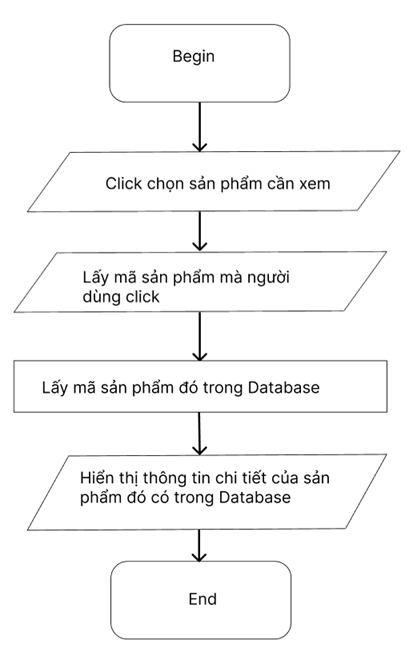 Begin
Click chọn sản phẩm cần xem
Lấy mã sản phẩm mà người
dùng click
Lấy mã sản phẩm đó trong Database
Hiển thị thông tin chi tiết của sản
phẩm đó có trong Database
End